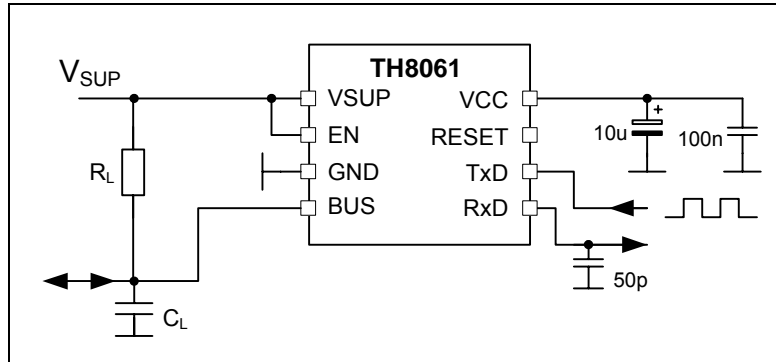 TH8061
V_SUP
VSUP VCC
EN RESET
GND TxD
BUS RxD
R_L
C_L
+
10u
100n
50p